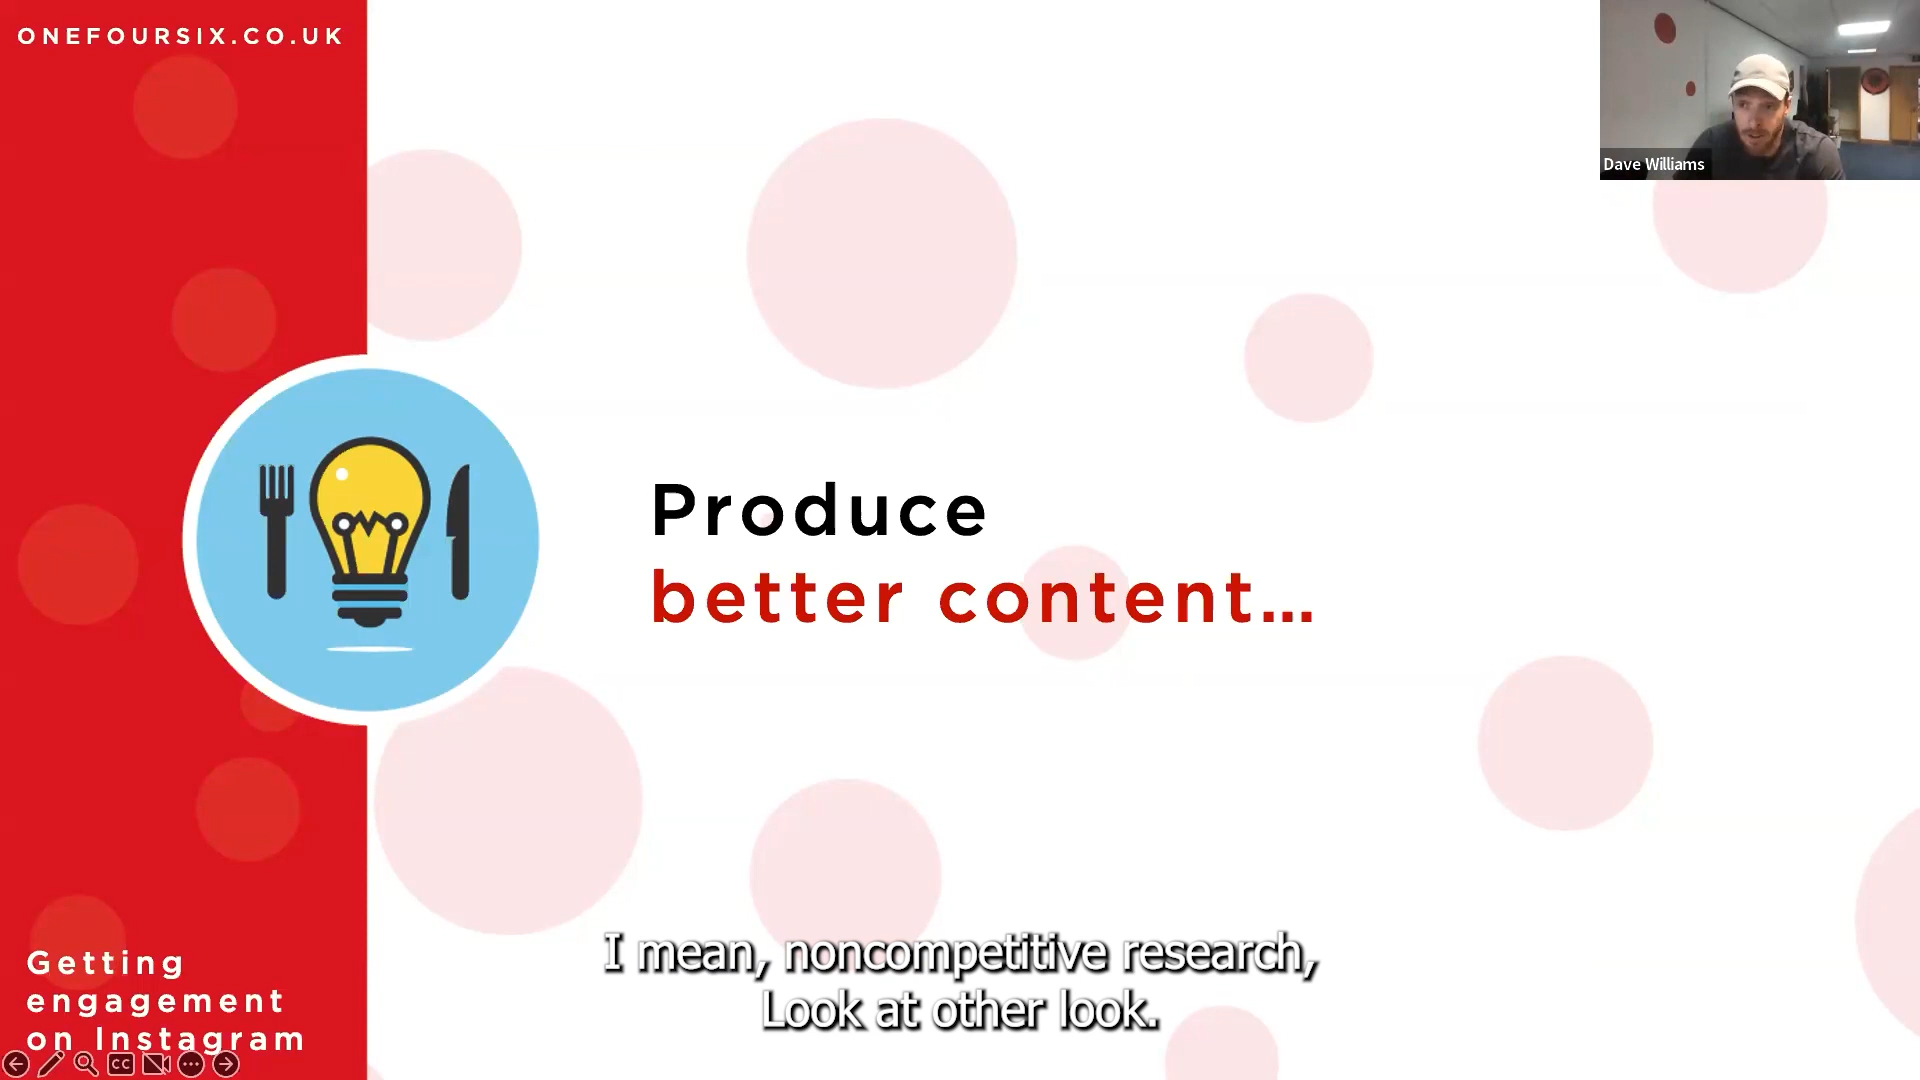 ONEFOURSIX.CO.UK
Dave Williams
Produce
better content...
Getting
engagement
on Instagram
I mean, noncompetitive research,
Look at other look.
CC